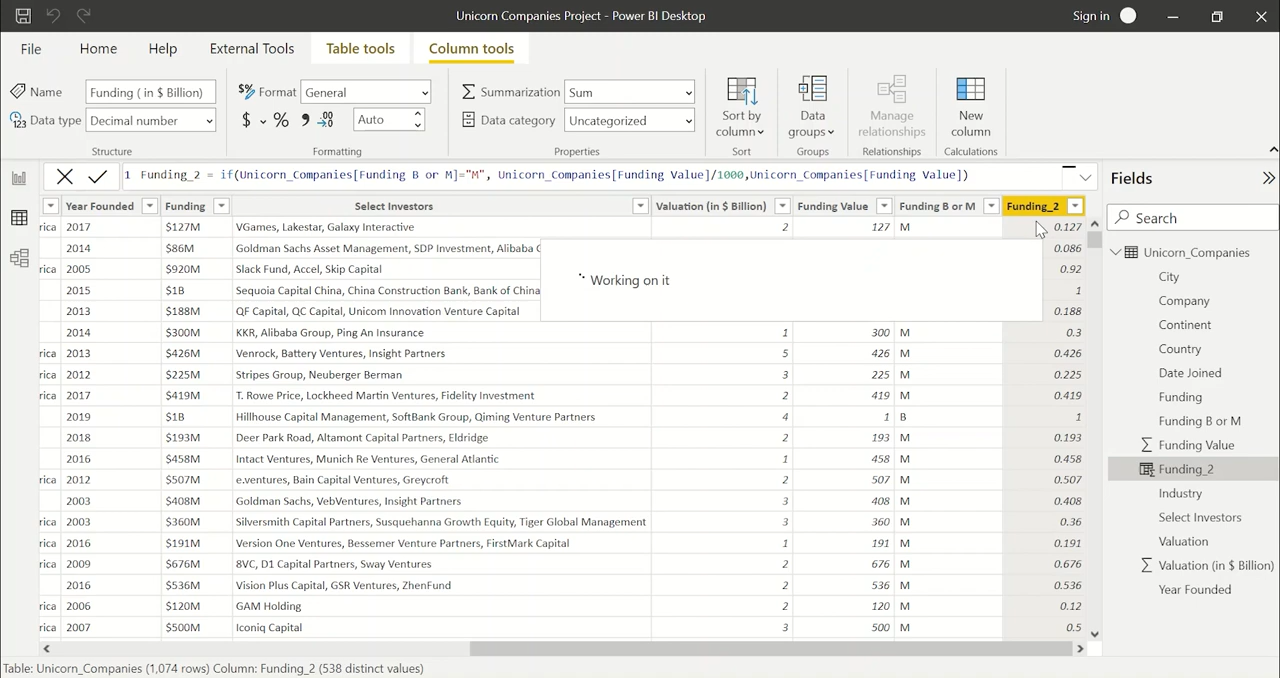 Unicorn Companies Project - Power BI Desktop
Sign in
File
Home
Help
External Tools
Table tools
Column tools
Name
Funding ( in $ Billion)
Data type
Decimal number
Structure
Format
General
$
%
Auto
Formatting
Summarization
Sum
Data category
Uncategorized
Properties
Sort by
column
Sort
Data
groups
Groups
Manage
relationships
Relationships
New
column
Calculations
1 Funding_2 = if(Unicorn_Companies[Funding B or M]="M", Unicorn_Companies[Funding Value]/1000,Unicorn_Companies[Funding Value])
Year Founded Funding Select Investors Valuation (in $ Billion) Funding Value Funding B or M Funding_2
rica 2017 $127M VGames, Lakestar, Galaxy Interactive 2 127 M 0.127
2014 $86M Goldman Sachs Asset Management, SDP Investment, Alibaba 0.086
rica 2005 $920M Slack Fund, Accel, Skip Capital 0.92
2015 $1B Sequoia Capital China, China Construction Bank, Bank of China 1
rica 2013 $188M QF Capital, QC Capital, Unicom Innovation Venture Capital 0.188
2014 $300M KKR, Alibaba Group, Ping An Insurance 1 300 M 0.3
rica 2013 $426M Venrock, Battery Ventures, Insight Partners 5 426 M 0.426
rica 2012 $225M Stripes Group, Neuberger Berman 3 225 M 0.225
rica 2017 $419M T. Rowe Price, Lockheed Martin Ventures, Fidelity Investment 2 419 M 0.419
2019 $1B Hillhouse Capital Management, SoftBank Group, Qiming Venture Partners 4 1 B 1
2018 $193M Deer Park Road, Altamont Capital Partners, Eldridge 2 193 M 0.193
2016 $458M Intact Ventures, Munich Re Ventures, General Atlantic 1 458 M 0.458
rica 2012 $507M e.ventures, Bain Capital Ventures, Greycroft 2 507 M 0.507
2003 $408M Goldman Sachs, VebVentures, Insight Partners 3 408 M 0.408
rica 2003 $360M Silversmith Capital Partners, Susquehanna Growth Equity, Tiger Global Management 3 360 M 0.36
rica 2016 $191M Version One Ventures, Bessemer Venture Partners, FirstMark Capital 1 191 M 0.191
rica 2009 $676M 8VC, D1 Capital Partners, Sway Ventures 2 676 M 0.676
2016 $536M Vision Plus Capital, GSR Ventures, ZhenFund 2 536 M 0.536
rica 2006 $120M GAM Holding 2 120 M 0.12
rica 2007 $500M Iconiq Capital 3 500 M 0.5
Working on it
Fields
Search
Unicorn_Companies
City
Company
Continent
Country
Date Joined
Funding
Funding B or M
Funding Value
Funding_2
Industry
Select Investors
Valuation
Valuation (in $ Billion)
Year Founded
Table: Unicorn_Companies (1,074 rows) Column: Funding_2 (538 distinct values)